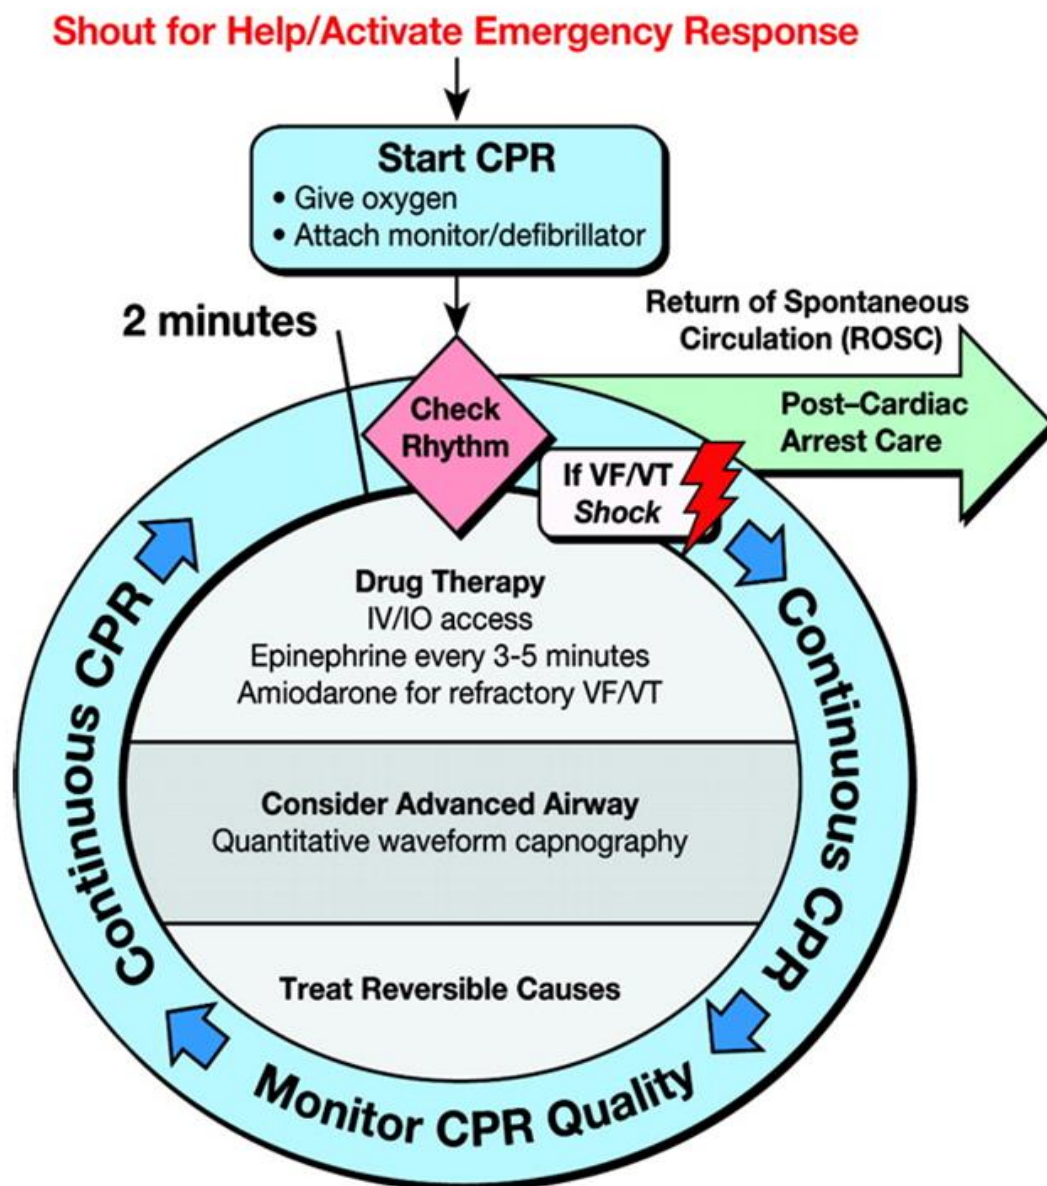 Shout for Help/Activate Emergency Response
Start CPR
• Give oxygen
• Attach monitor/defibrillator
2 minutes
Return of Spontaneous
Circulation (ROSC)
Check
Rhythm
Post–Cardiac
Arrest Care
If VF/VT
Shock
Drug Therapy
IV/IO access
Epinephrine every 3-5 minutes
Amiodarone for refractory VF/VT
Consider Advanced Airway
Quantitative waveform capnography
Treat Reversible Causes
Continuous CPR
Monitor CPR Quality
Continuous CPR